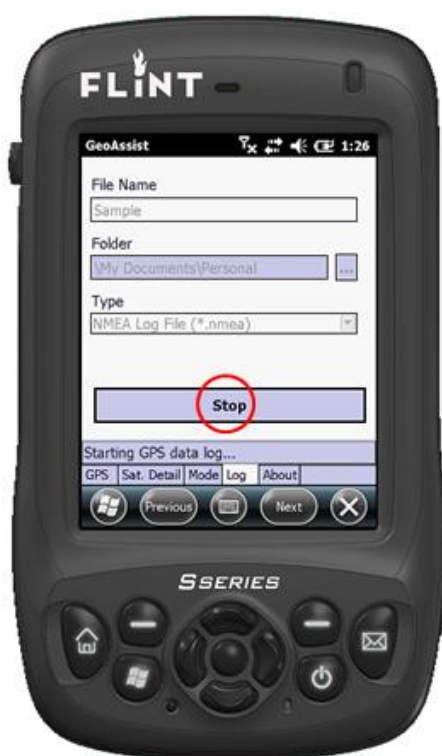 FLINT
GeoAssist 1:26
File Name
Sample
Folder
\My Documents\Personal
...
Type
NMEA Log File (*.nmea)
Stop
Starting GPS data log...
GPS Sat. Detail Mode Log About
Previous Next
SSERIES